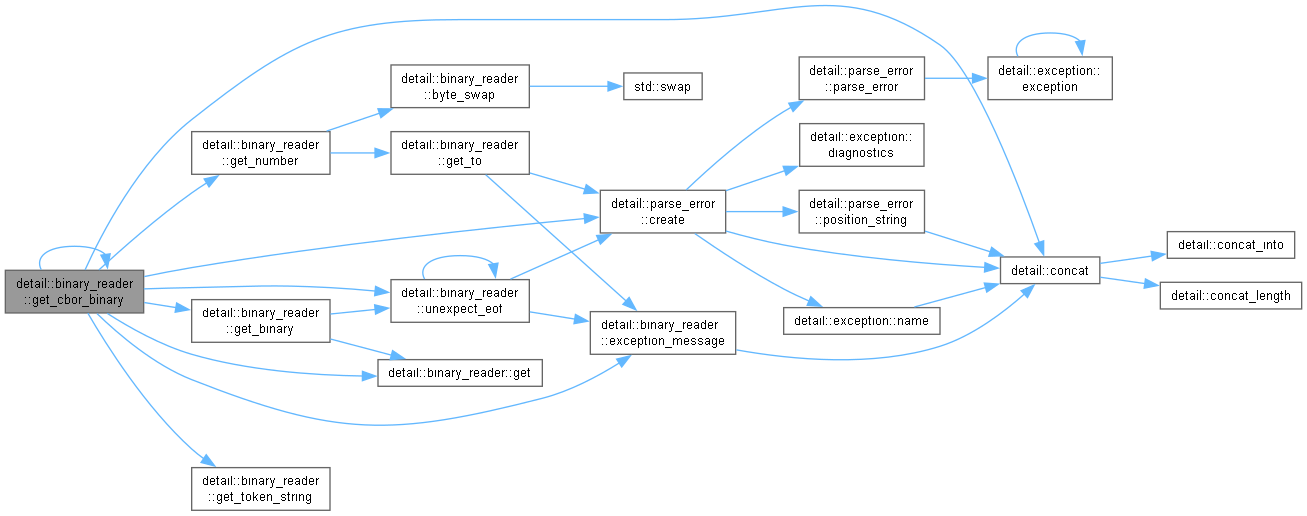 detail::binary_reader
::get_cbor_binary
detail::binary_reader
::get_number
detail::binary_reader
::get_binary
detail::binary_reader
::get_token_string
detail::binary_reader
::byte_swap
detail::binary_reader
::get_to
detail::binary_reader
::unexpect_eof
detail::binary_reader::get
std::swap
detail::parse_error
::create
detail::binary_reader
::exception_message
detail::parse_error
::parse_error
detail::exception::
diagnostics
detail::parse_error
::position_string
detail::exception::name
detail::exception::
exception
detail::concat
detail::concat_into
detail::concat_length